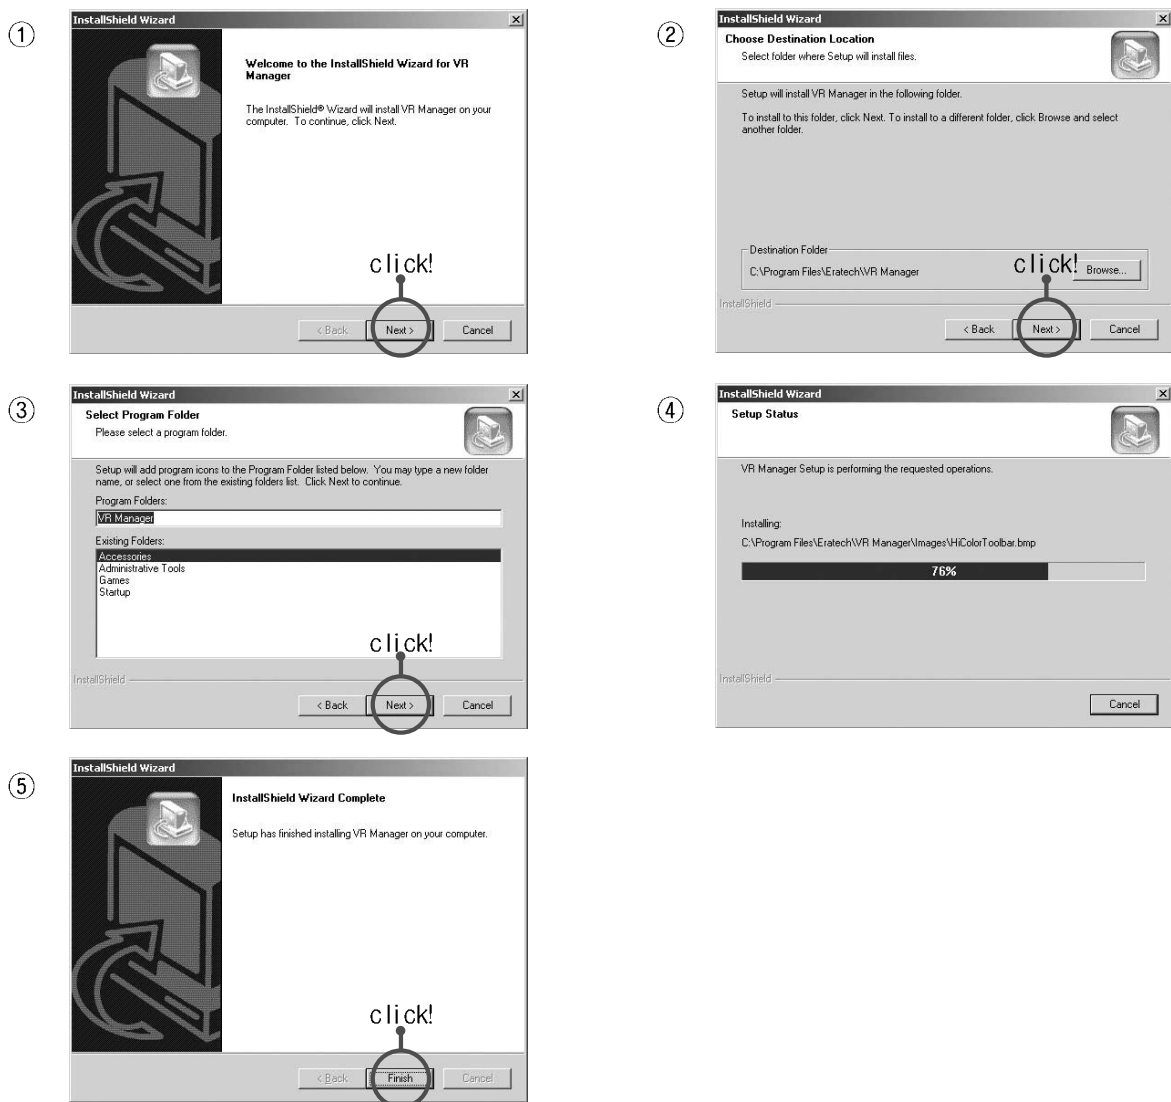 ①
InstallShield Wizard
Welcome to the InstallShield Wizard for VR
Manager
The InstallShield® Wizard will install VR Manager on your
computer. To continue, click Next.
click!
< Back
Next >
Cancel
②
InstallShield Wizard
Choose Destination Location
Select folder where Setup will install files.
Setup will install VR Manager in the following folder.
To install to this folder, click Next. To install to a different folder, click Browse and select
another folder.
Destination Folder
C:\Program Files\Eratech\VR Manager
click!
Browse...
InstallShield
< Back
Next >
Cancel
③
InstallShield Wizard
Select Program Folder
Please select a program folder.
Setup will add program icons to the Program Folder listed below. You may type a new folder
name, or select one from the existing folders list. Click Next to continue.
Program Folders:
VR Manager
Existing Folders:
Accessories
Administrative Tools
Games
Startup
click!
InstallShield
< Back
Next >
Cancel
④
InstallShield Wizard
Setup Status
VR Manager Setup is performing the requested operations.
Installing:
C:\Program Files\Eratech\VR Manager\Images\HiColorToolbar.bmp
76%
InstallShield
Cancel
⑤
InstallShield Wizard
InstallShield Wizard Complete
Setup has finished installing VR Manager on your computer.
click!
< Back
Finish
Cancel